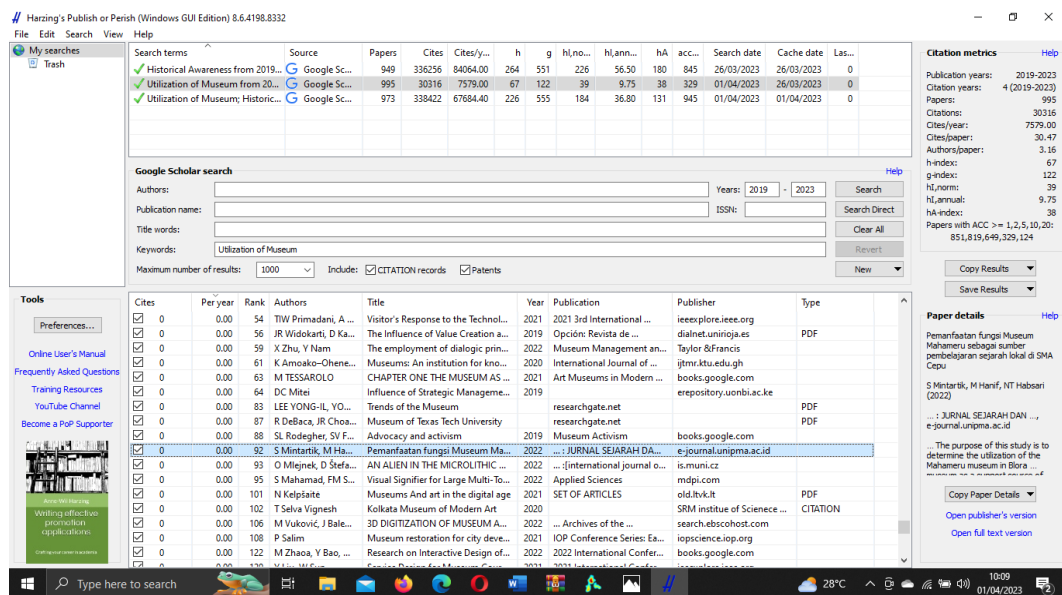 Harzing's Publish or Perish (Windows GUI Edition) 8.6.4198.8332
File Edit Search View Help
My searches
Trash
Search terms Source Papers Cites Cites/y... h g hI,no... hI,ann... hA acc... Search date Cache date Las...
Historical Awareness from 2019... Google Sc... 949 336256 84064.00 264 551 226 56.50 180 845 26/03/2023 26/03/2023 0
Utilization of Museum from 20... Google Sc... 995 30316 7579.00 67 122 39 9.75 38 329 01/04/2023 26/03/2023 0
Utilization of Museum; Historic... Google Sc... 973 338422 67684.40 226 555 184 36.80 131 945 01/04/2023 01/04/2023 0
Google Scholar search Help
Authors: Years: 2019 - 2023 Search
Publication name: ISSN: Search Direct
Title words: Clear All
Keywords: Utilization of Museum Revert
Maximum number of results: 1000 Include: CITATION records Patents New
Citation metrics Help
Publication years: 2019-2023
Citation years: 4 (2019-2023)
Papers: 995
Citations: 30316
Cites/year: 7579.00
Cites/paper: 30.47
Authors/paper: 3.16
h-index: 67
g-index: 122
hI,norm: 39
hI,annual: 9.75
hA-index: 38
Papers with ACC >= 1,2,5,10,20:
851,819,649,329,124
Copy Results
Save Results
Tools
Preferences...
Online User's Manual
Frequently Asked Questions
Training Resources
YouTube Channel
Become a PoP Supporter
Anne-Wil Harzing
Writing effective
promotion
applications
Cites Per year Rank Authors Title Year Publication Publisher Type
0 0.00 54 TIW Primadani, A ... Visitor's Response to the Technol... 2021 2021 3rd International ... ieeexplore.ieee.org
0 0.00 56 JR Widokarti, D Ka... The Influence of Value Creation a... 2019 Opción: Revista de ... dialnet.unirioja.es PDF
0 0.00 59 X Zhu, Y Nam The employment of dialogic prin... 2022 Museum Management an... Taylor &Francis
0 0.00 61 K Amoako–Ohene... Museums: An institution for kno... 2020 International Journal of ... ijtmr.ktu.edu.gh
0 0.00 63 M TESSAROLO CHAPTER ONE THE MUSEUM AS ... 2021 Art Museums in Modern ... books.google.com
0 0.00 64 DC Mitei Influence of Strategic Manageme... 2019 erepository.uonbi.ac.ke
0 0.00 83 LEE YONG-IL, YO... Trends of the Museum researchgate.net PDF
0 0.00 87 R DeBaca, JR Choa... Museum of Texas Tech University researchgate.net PDF
0 0.00 88 SL Rodegher, SV F... Advocacy and activism 2019 Museum Activism books.google.com
0 0.00 92 S Mintartik, M Ha... Pemanfaatan fungsi Museum Ma... 2022 ... : JURNAL SEJARAH DA... e-journal.unipma.ac.id
0 0.00 93 O Mlejnek, D Štefa... AN ALIEN IN THE MICROLITHIC ... 2022 ... :[international journal o... is.muni.cz
0 0.00 95 S Mahamad, FM S... Visual Signifier for Large Multi-To... 2022 Applied Sciences mdpi.com
0 0.00 101 N Kelpšaitė Museums And art in the digital age 2021 SET OF ARTICLES old.ltvk.lt PDF
0 0.00 102 T Selva Vignesh Kolkata Museum of Modern Art 2020 SRM institue of Scienece ... CITATION
0 0.00 106 M Vuković, J Bale... 3D DIGITIZATION OF MUSEUM A... 2022 ... Archives of the ... search.ebscohost.com
0 0.00 108 P Salim Museum restoration for city deve... 2021 IOP Conference Series: Ea... iopscience.iop.org
0 0.00 122 M Zhaoa, Y Bao, ... Research on Interactive Design of... 2022 2022 International Confer... books.google.com
Paper details Help
Pemanfaatan fungsi Museum
Mahameru sebagai sumber
pembelajaran sejarah lokal di SMA
Cepu
S Mintartik, M Hanif, NT Habsari
(2022)
... : JURNAL SEJARAH DAN ...,
e-journal.unipma.ac.id
... The purpose of this study is to
determine the utilization of the
Mahameru museum in Blora ...
Copy Paper Details
Open publisher's version
Open full text version
Type here to search
28°C
10:09
01/04/2023
2